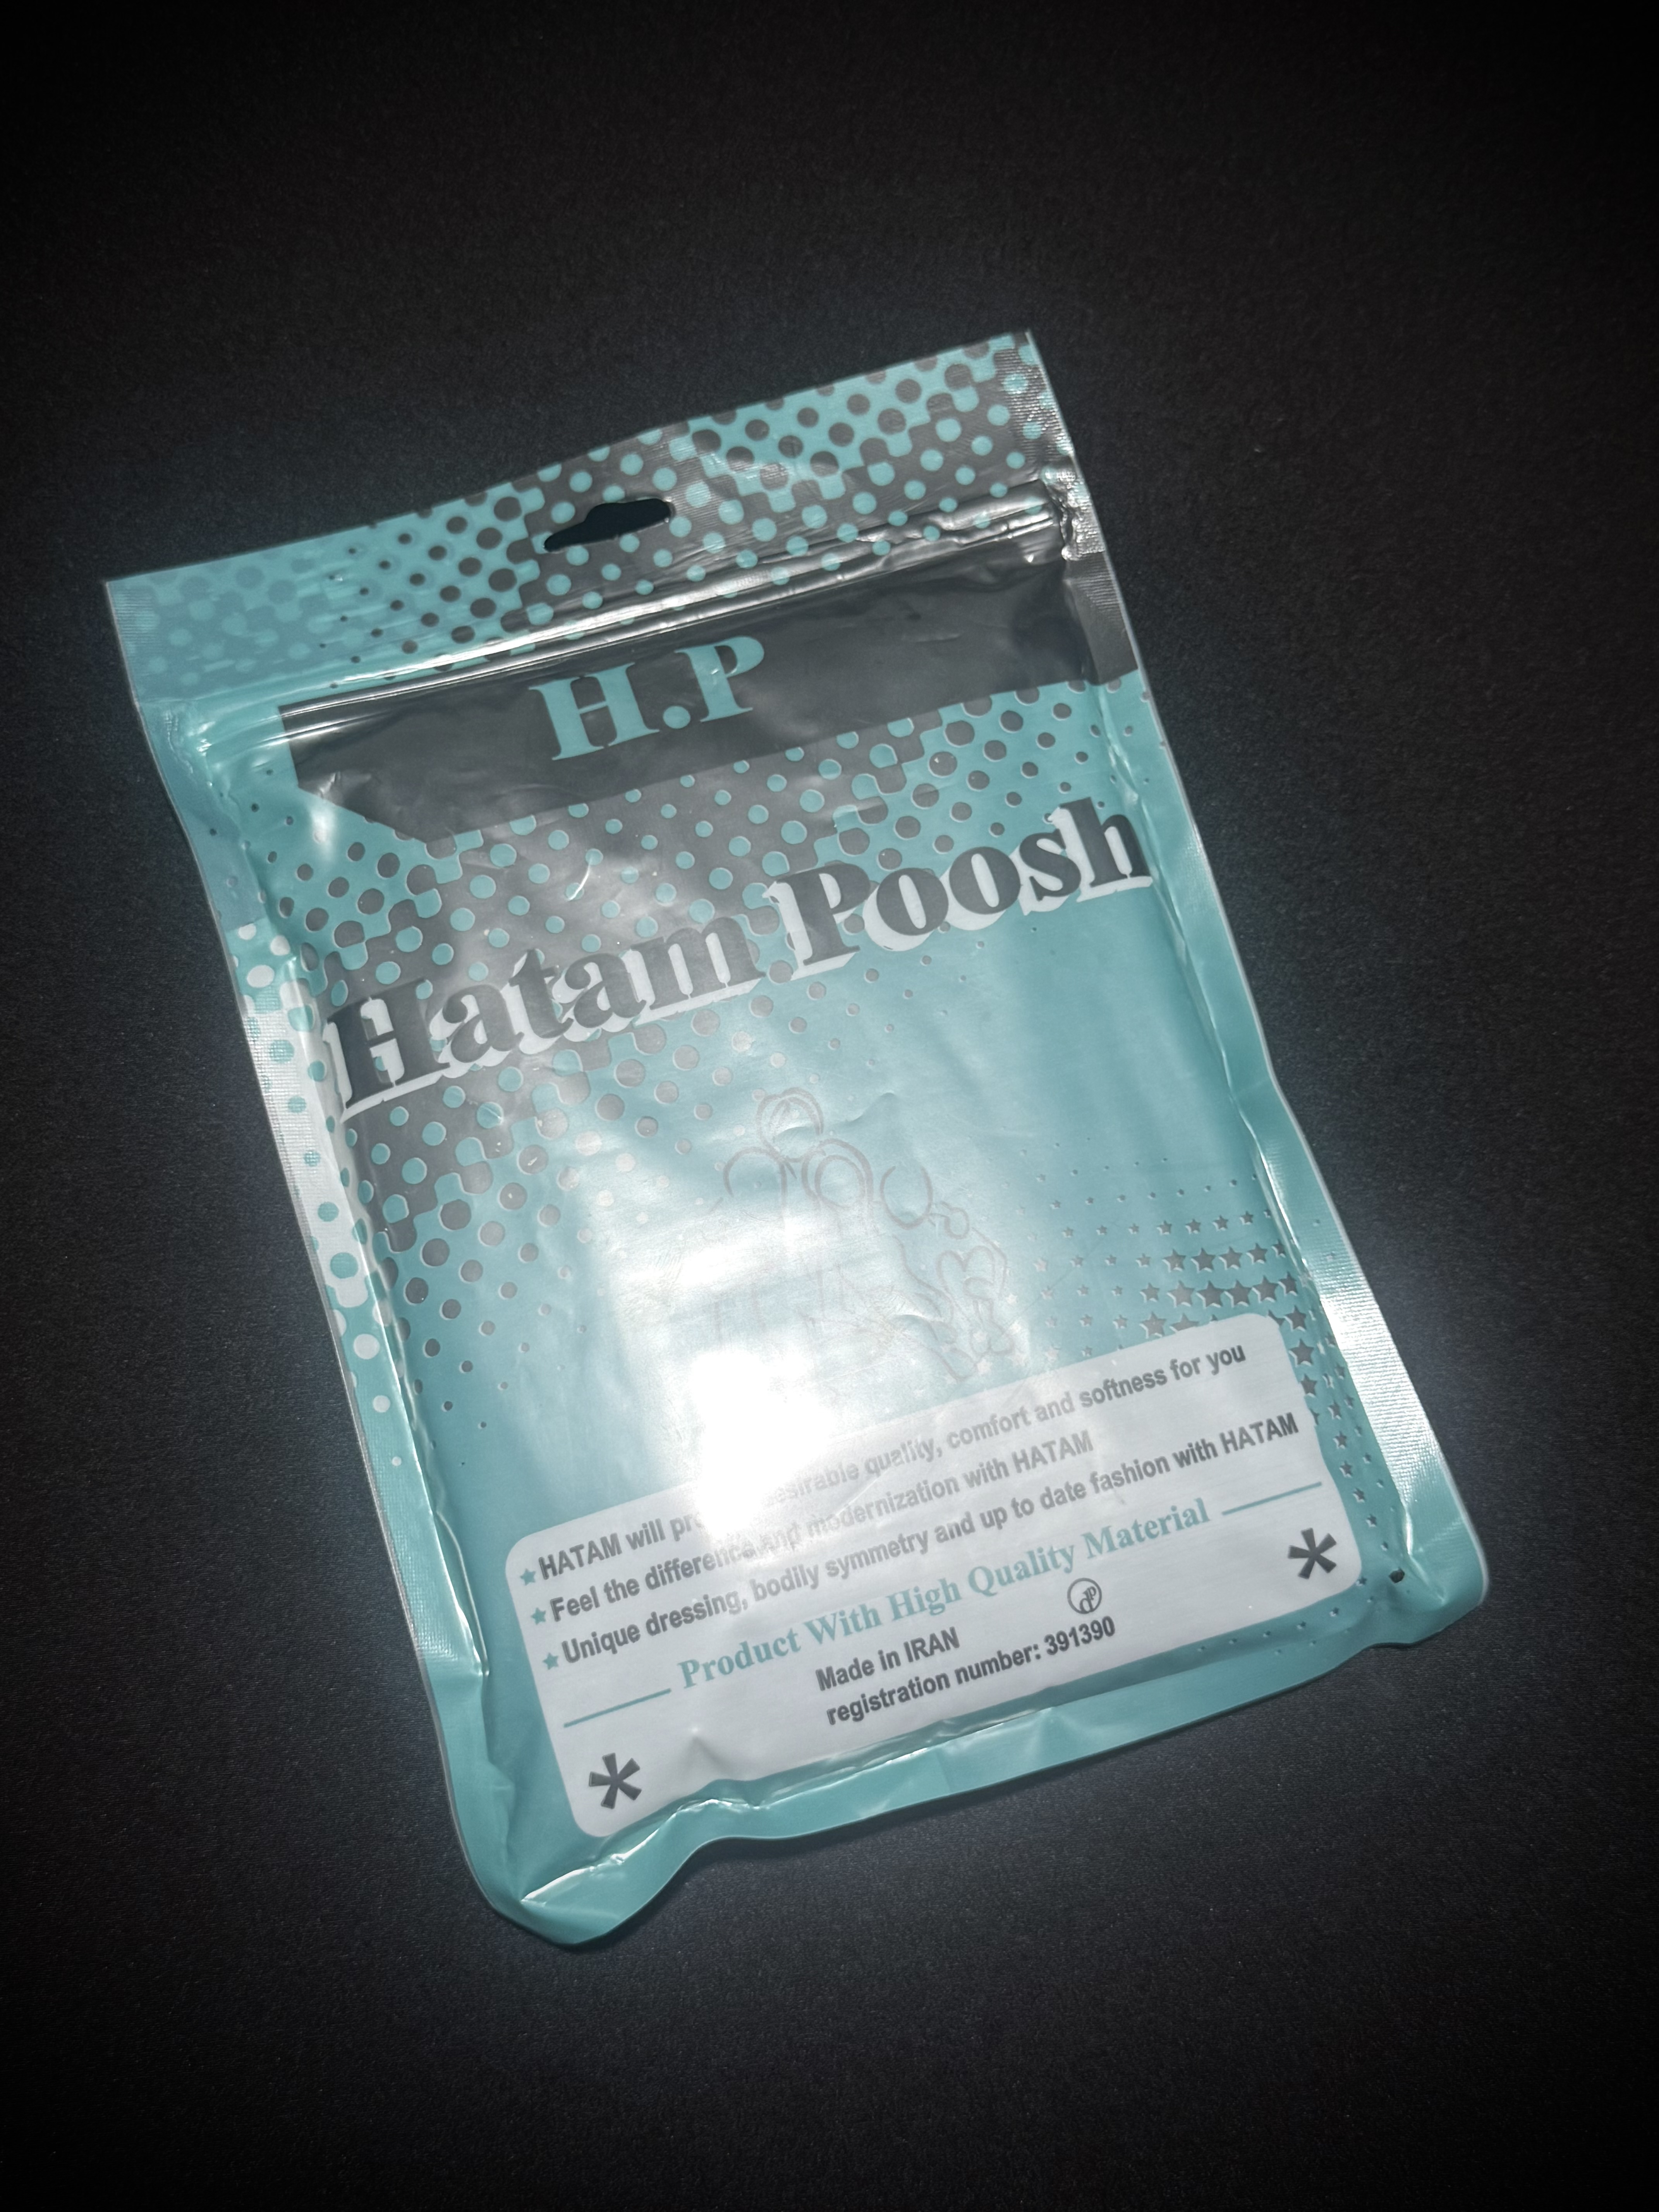 H.P
Hatam Poosh
HATAM will desirable quality, comfort and softness for you
Feel the difference and modernization with HATAM
Unique dressing, bodily symmetry and up to date fashion with HATAM
Product With High Quality Material
Made in IRAN
registration number: 391390